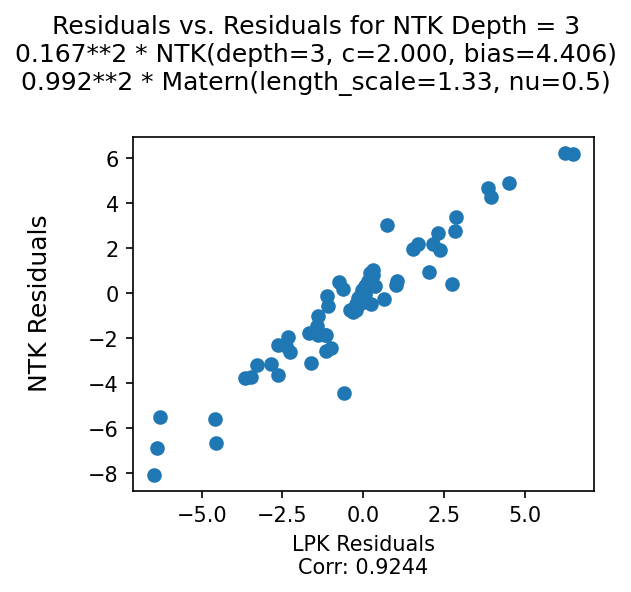 Residuals vs. Residuals for NTK Depth = 3
0.167**2 * NTK(depth=3, c=2.000, bias=4.406)
0.992**2 * Matern(length_scale=1.33, nu=0.5)
NTK Residuals
6
4
2
0
−2
−4
−6
−8
−5.0 −2.5 0.0 2.5 5.0
LPK Residuals
Corr: 0.9244